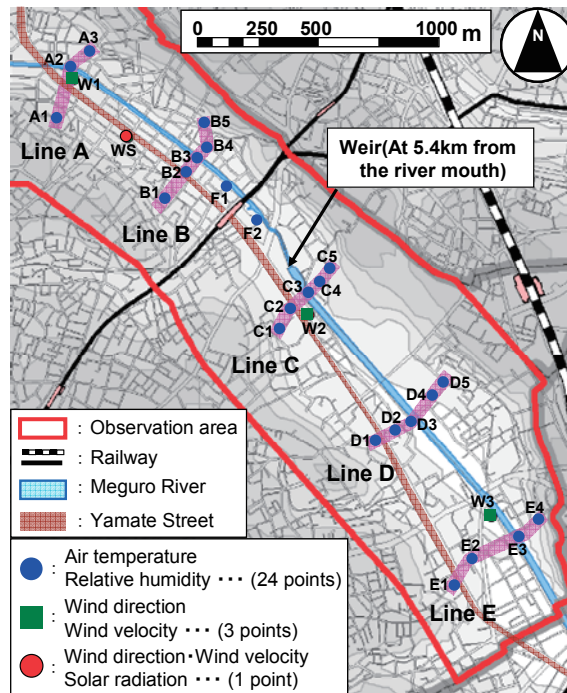 0 250 500 1000
m
N
A3
A2
W1
A1
Line A
WS
B5
B4
B3
B2
B1
Line B
F1
F2
Weir(At 5.4km from
the river mouth)
C5
C4
C3
C2
C1
W2
Line C
D5
D4
D3
D2
D1
Line D
W3
E4
E3
E2
E1
Line E
: Observation area
: Railway
: Meguro River
: Yamate Street
: Air temperature
Relative humidity ··· (24 points)
: Wind direction
Wind velocity ··· (3 points)
: Wind direction·Wind velocity
Solar radiation ··· (1 point)